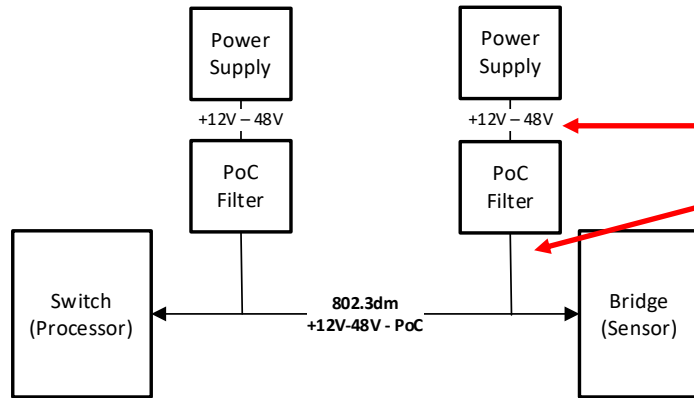 Power
Supply
Power
Supply
+12V – 48V
+12V – 48V
PoC
Filter
PoC
Filter
Switch
(Processor)
802.3dm
+12V-48V - PoC
Bridge
(Sensor)